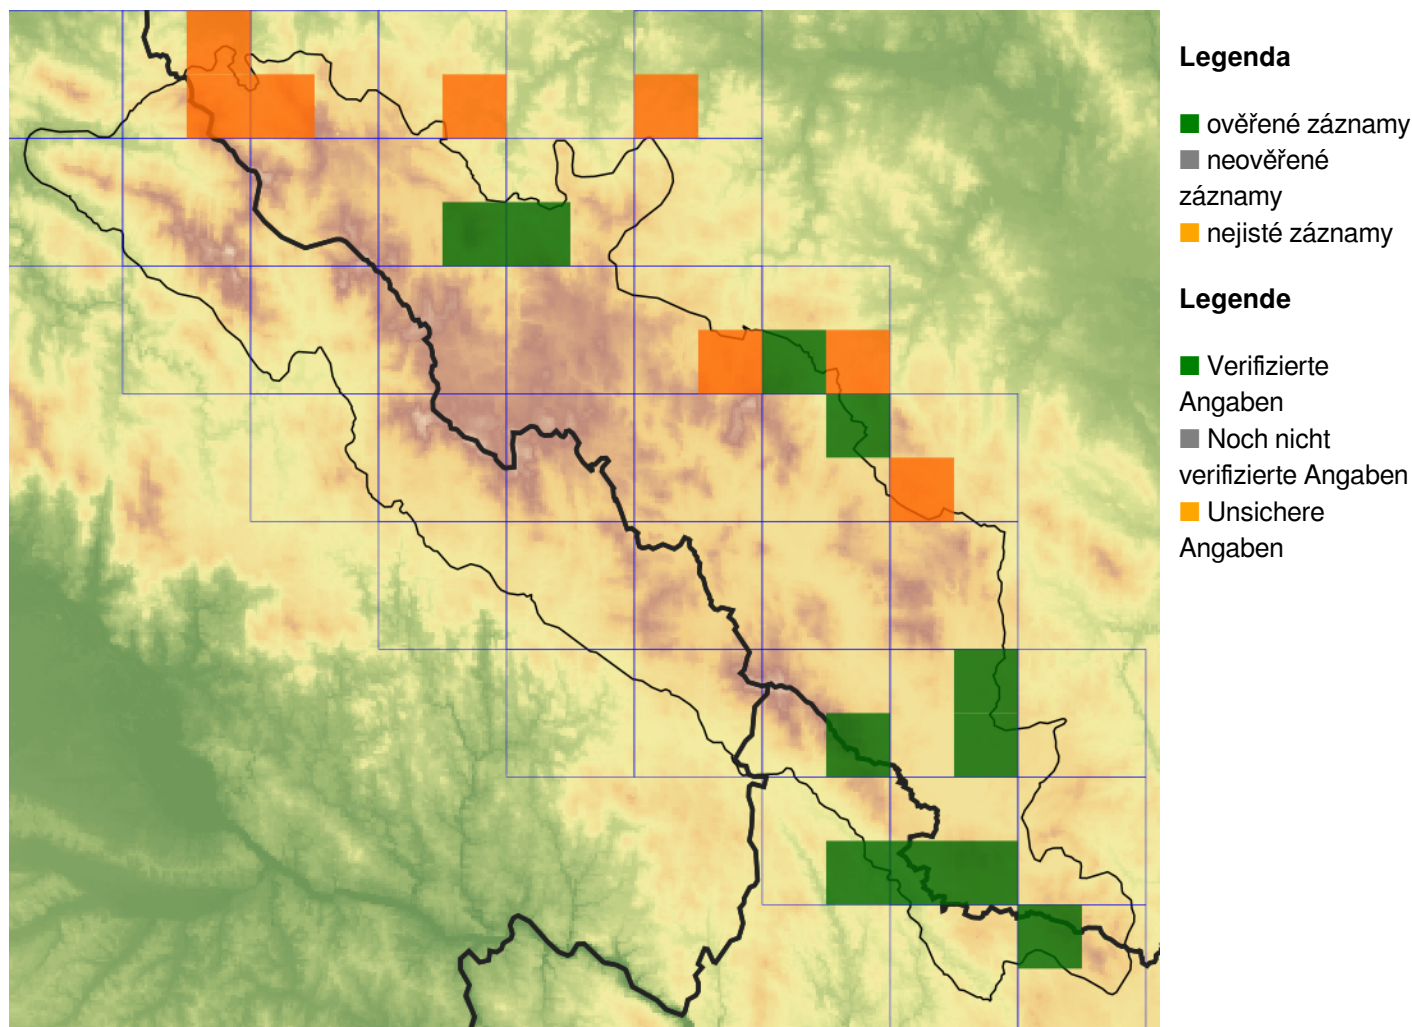 Legenda
ověřené záznamy
neověřené
záznamy
nejisté záznamy
Legende
Verifizierte
Angaben
Noch nicht
verifizierte Angaben
Unsichere
Angaben